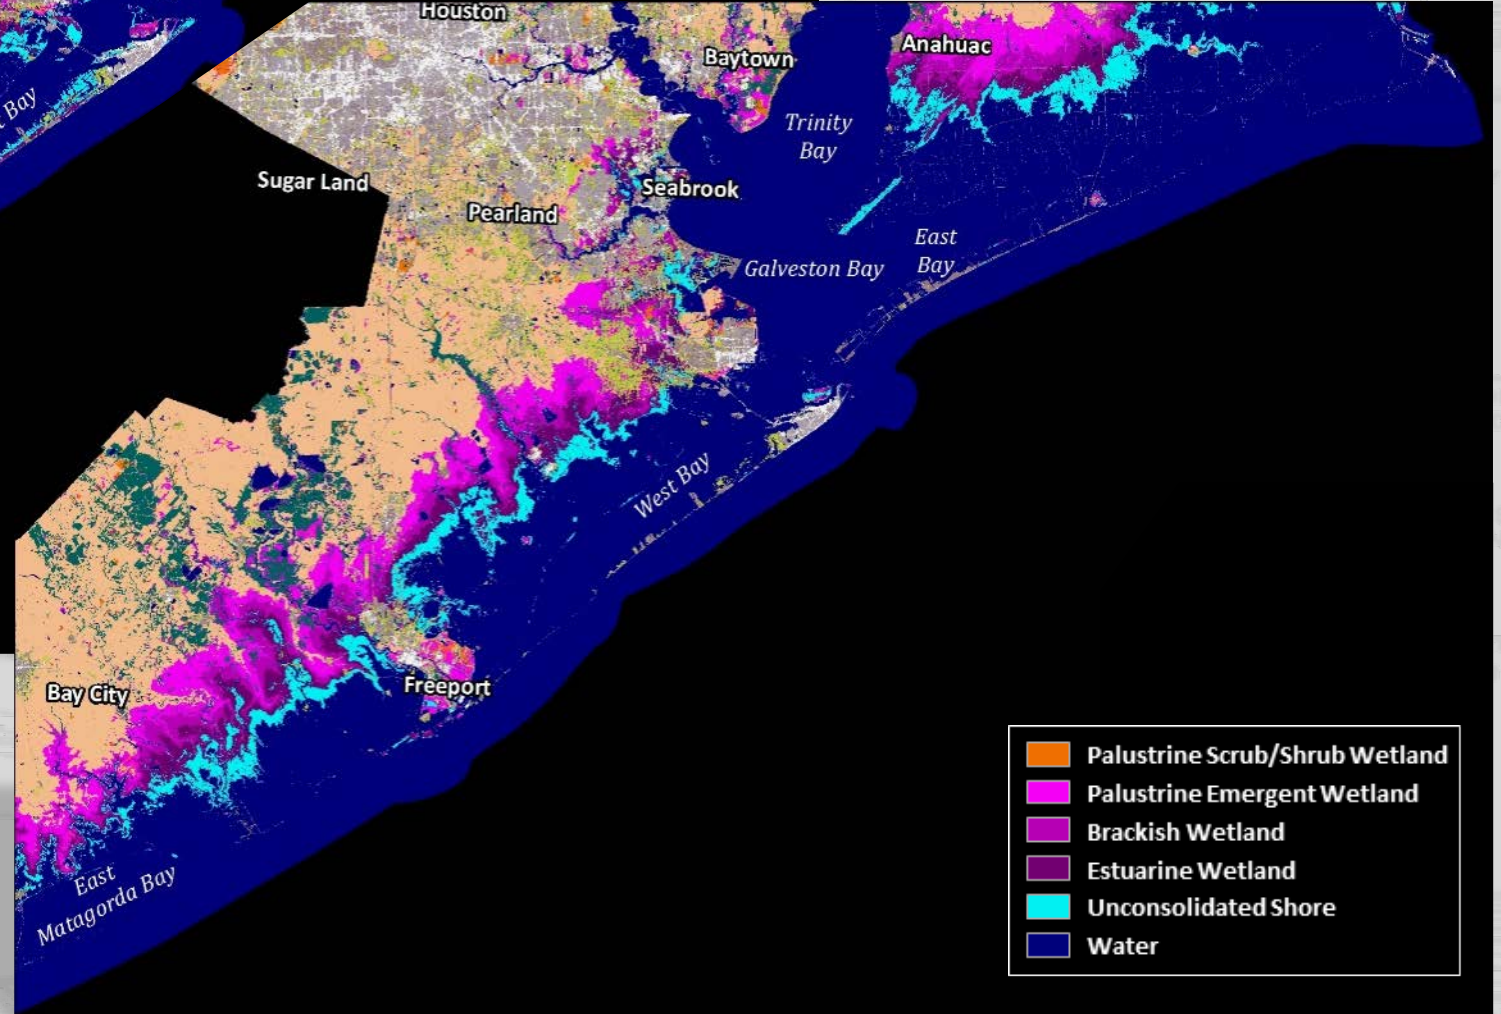 Houston
Baytown
Anahuac
Bay
Trinity
Bay
Sugar Land
Seabrook
Pearland
East
Bay
Galveston Bay
West Bay
Bay City
Freeport
East
Matagorda Bay
Palustrine Scrub/Shrub Wetland
Palustrine Emergent Wetland
Brackish Wetland
Estuarine Wetland
Unconsolidated Shore
Water